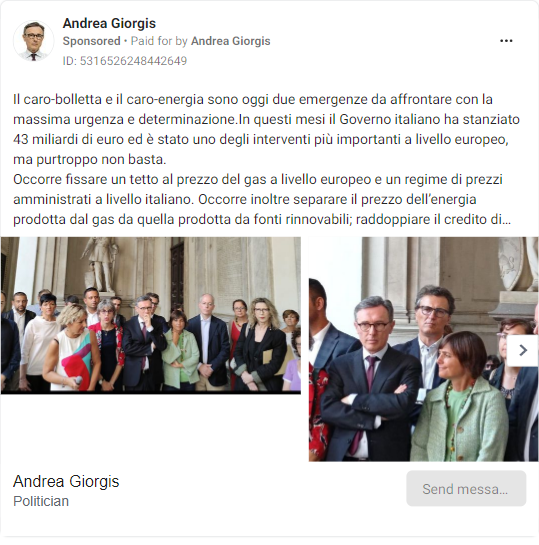 Andrea Giorgis
Sponsored • Paid for by Andrea Giorgis
ID: 5316526248442649
Il caro-bolletta e il caro-energia sono oggi due emergenze da affrontare con la
massima urgenza e determinazione.In questi mesi il Governo italiano ha stanziato
43 miliardi di euro ed è stato uno degli interventi più importanti a livello europeo,
ma purtroppo non basta.
Occorre fissare un tetto al prezzo del gas a livello europeo e un regime di prezzi
amministrati a livello italiano. Occorre inoltre separare il prezzo dell'energia
prodotta dal gas da quella prodotta da fonti rinnovabili; raddoppiare il credito di...
Andrea Giorgis
Politician
Send messa...